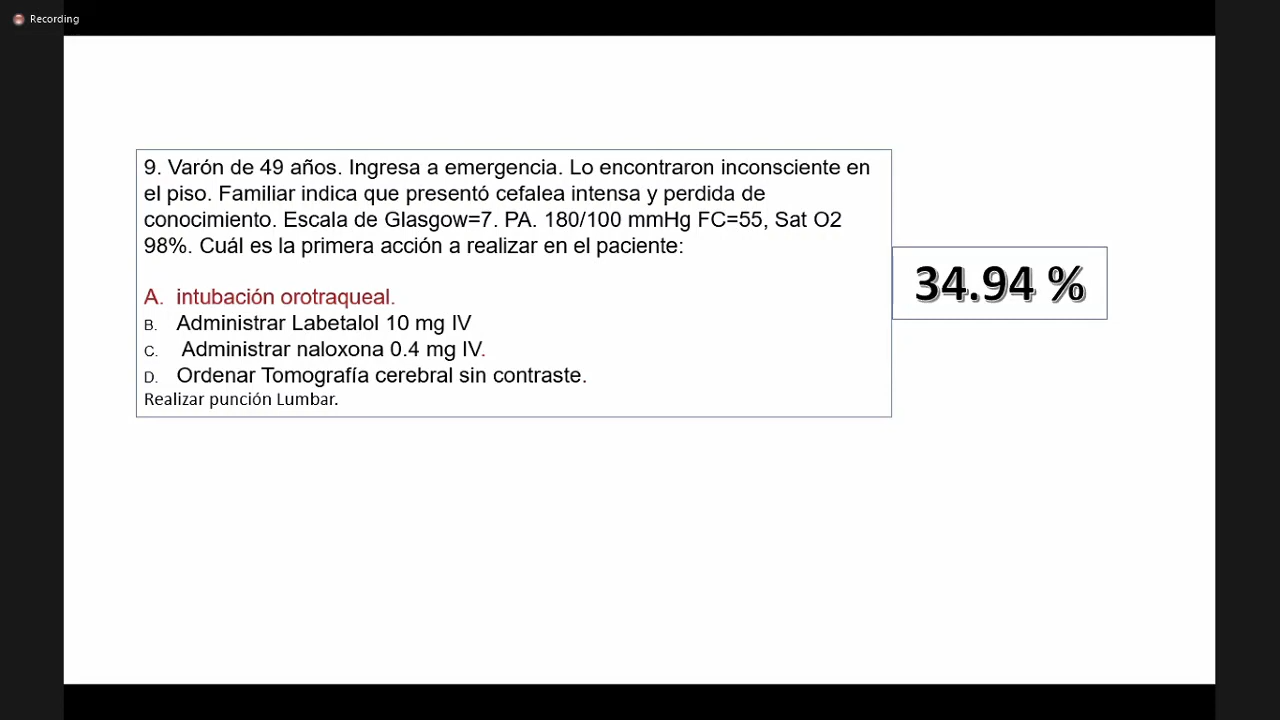 Recording
9. Varón de 49 años. Ingresa a emergencia. Lo encontraron inconsciente en
el piso. Familiar indica que presentó cefalea intensa y perdida de
conocimiento. Escala de Glasgow=7. PA. 180/100 mmHg FC=55, Sat O2
98%. Cuál es la primera acción a realizar en el paciente:
34.94 %
A. intubación orotraqueal.
B. Administrar Labetalol 10 mg IV
C. Administrar naloxona 0.4 mg IV.
D. Ordenar Tomografía cerebral sin contraste.
Realizar punción Lumbar.